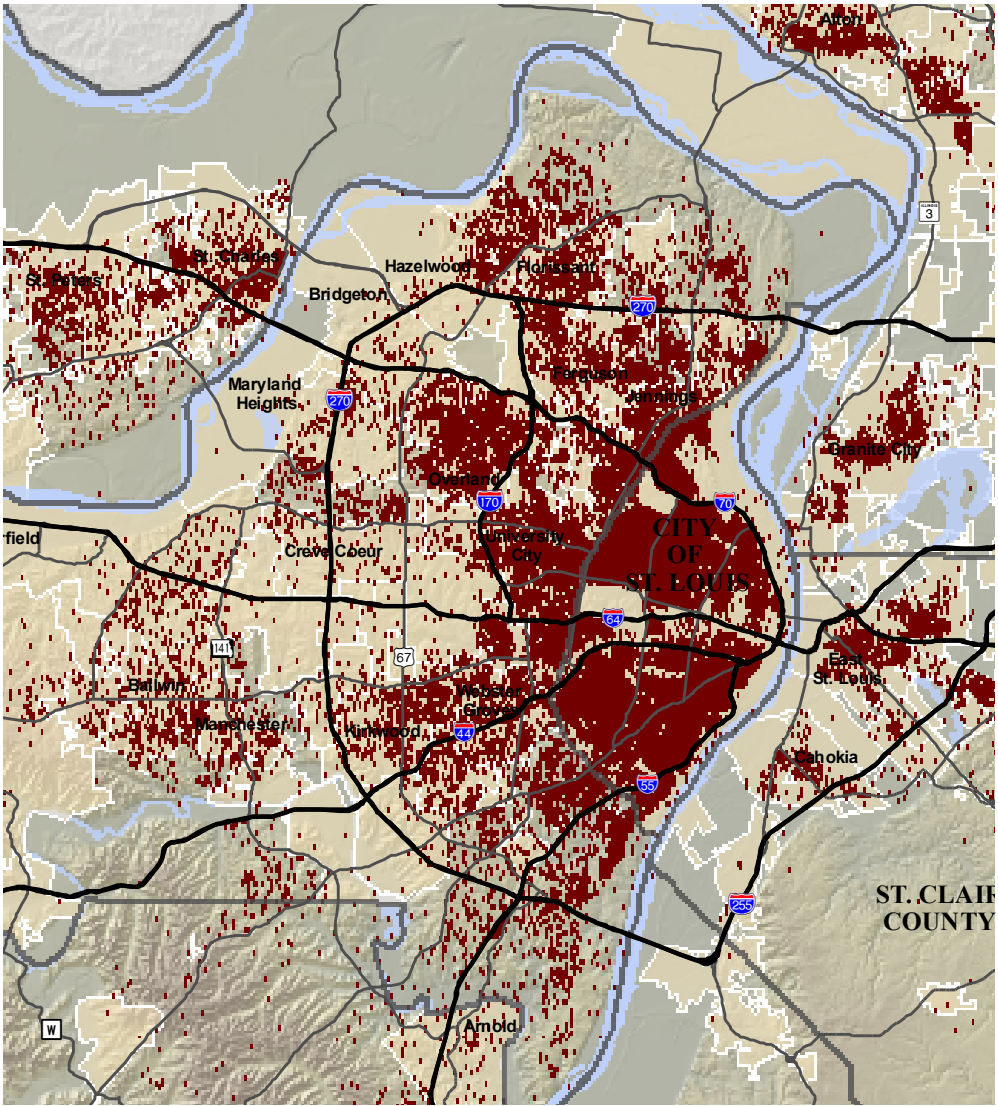 Alton
ILLINOIS
3
St. Charles
St. Peters
Hazelwood
Florissant
Bridgeton
270
Ferguson
Maryland
Heights
270
Jennings
Granite City
Overland
170
70
CITY
OF
ST. LOUIS
rfield
University
City
Creve Coeur
64
141
67
East
St. Louis
Ballwin
Webster
Groves
Manchester
Kirkwood
44
Cahokia
55
ST. CLAIR
COUNTY
255
W
Arnold